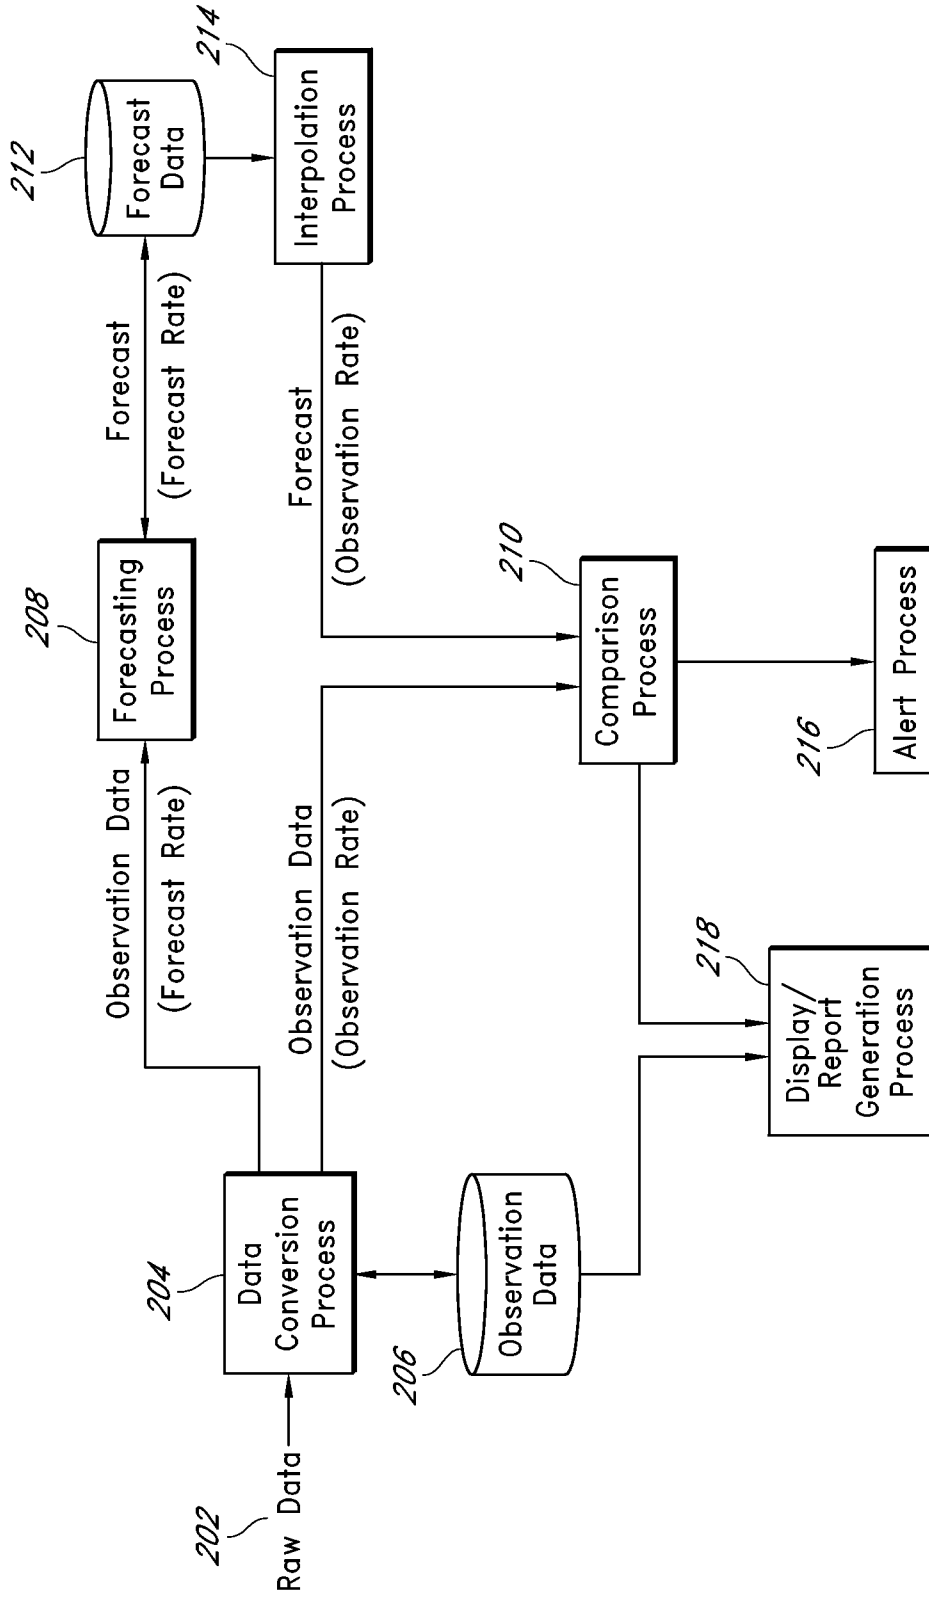 202
Raw Data
204
Data
Conversion
Process
206
Observation
Data
Observation Data
(Forecast Rate)
Observation Data
(Observation Rate)
208
Forecasting
Process
Forecast
(Forecast Rate)
212
Forecast
Data
214
Interpolation
Process
Forecast
(Observation Rate)
210
Comparison
Process
218
Display/
Report
Generation
Process
216
Alert Process